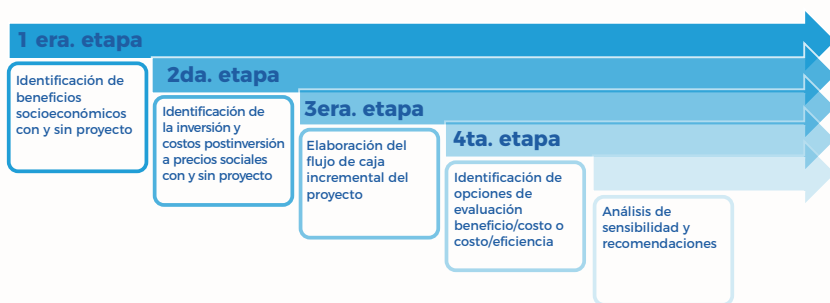 1 era. etapa
Identificación de
beneficios
socioeconómicos
con y sin proyecto
2da. etapa
Identificación de
la inversión y
costos postinversión
a precios sociales
con y sin proyecto
3era. etapa
Elaboración del
flujo de caja
incremental del
proyecto
4ta. etapa
Identificación de
opciones de
evaluación
beneficio/costo o
costo/eficiencia
Análisis de
sensibilidad y
recomendaciones